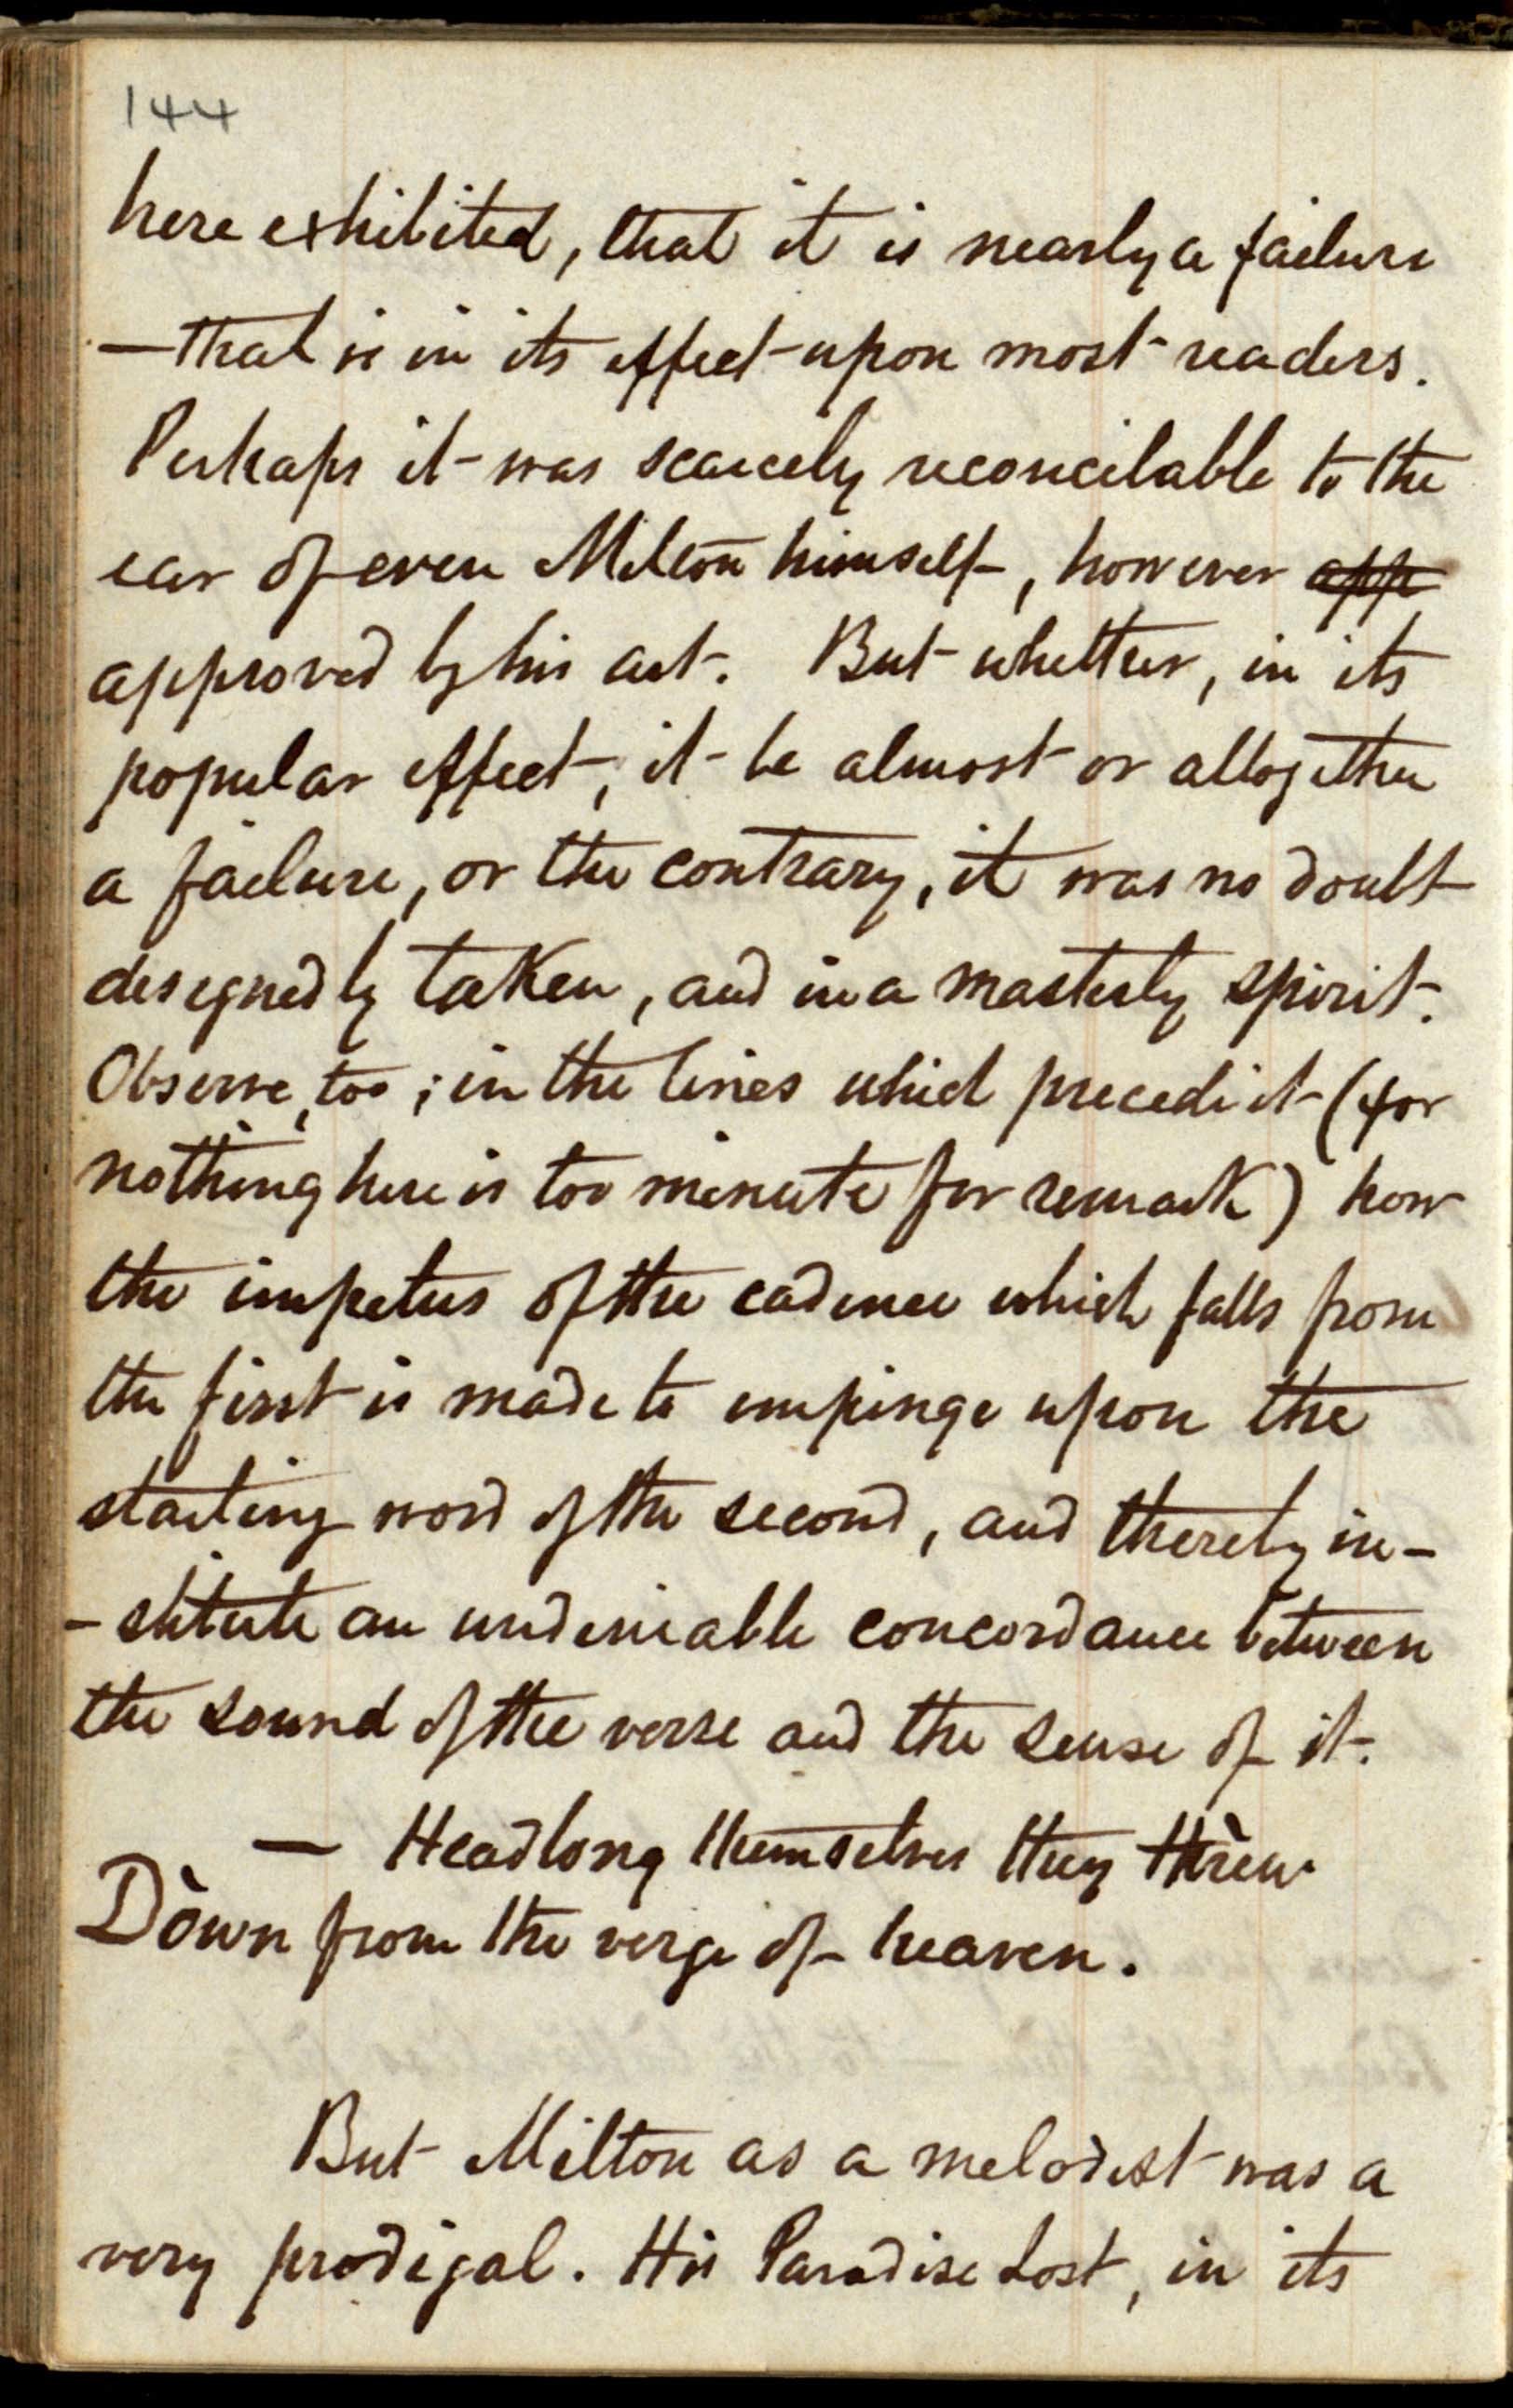 144
here exhibited, that it is nearly a failure
—that is in its effect upon most readers.
Perhaps it was scarcely reconcilable to the
ear of even Milton himself, however app
approved by his art. But whether, in its
popular effect, it be almost or altogether
a failure, or the contrary, it was no doubt
designedly taken, and in a masterly spirit.
Observe, too; in the lines which precede it (for
nothing here is too minute for remark) how
the impetus of the cadence which falls from
the first is made to impinge upon the
starting word of the second, and thereby in-
-stitute an undeniable concordance between
the sound of the verse and the sense of it.
— Headlong themselves they thrèw
Dòwn from the verge of heaven.
But Milton as a melodist was a
very prodigal. His Paradise Lost, in its